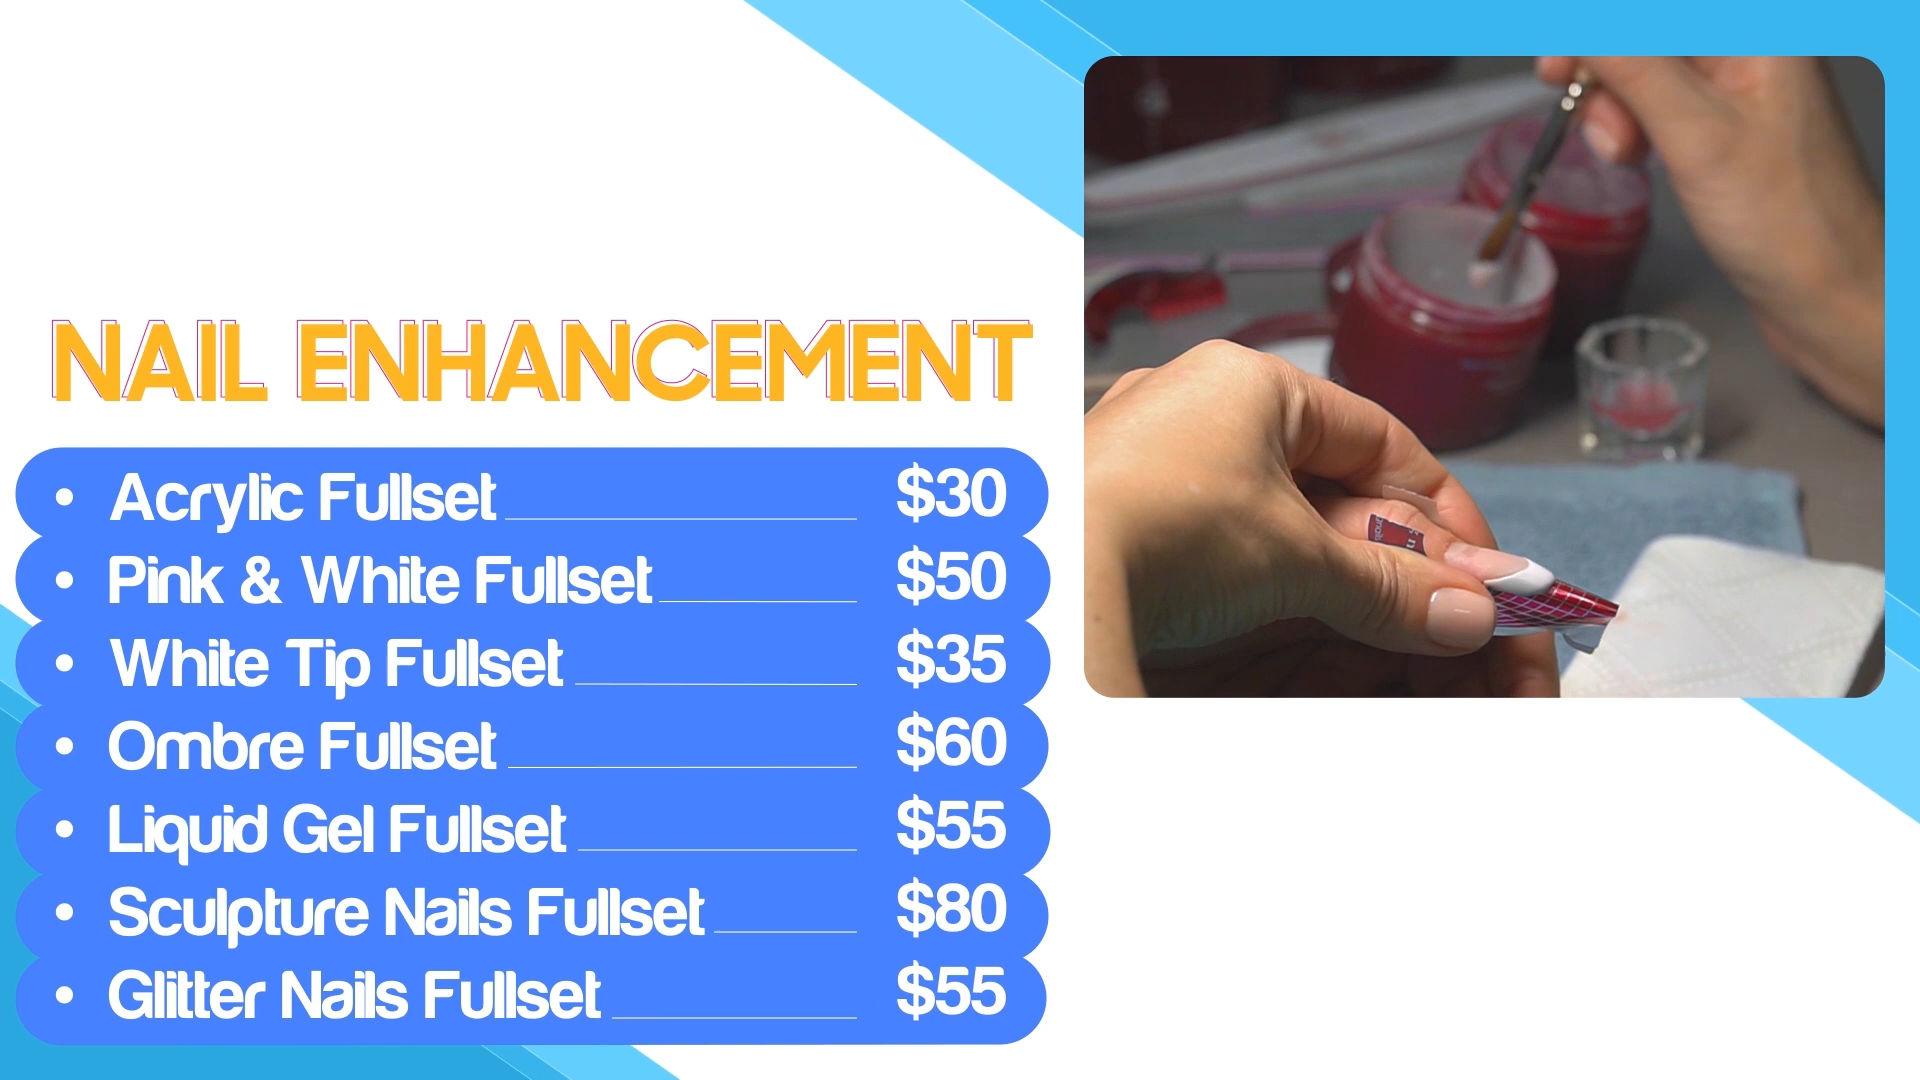 NAIL ENHANCEMENT
• Acrylic Fullset $30
• Pink & White Fullset $50
• White Tip Fullset $35
• Ombre Fullset $60
• Liquid Gel Fullset $55
• Sculpture Nails Fullset $80
• Glitter Nails Fullset $55